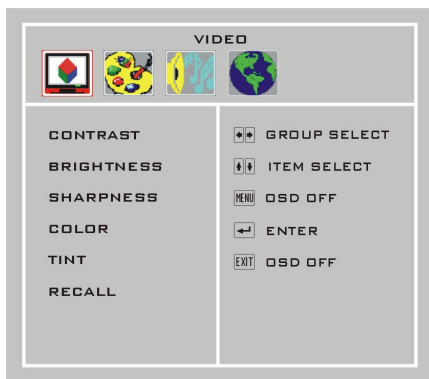 VIDEO
CONTRAST
BRIGHTNESS
SHARPNESS
COLOR
TINT
RECALL
GROUP SELECT
ITEM SELECT
MENU OSD OFF
ENTER
EXIT OSD OFF